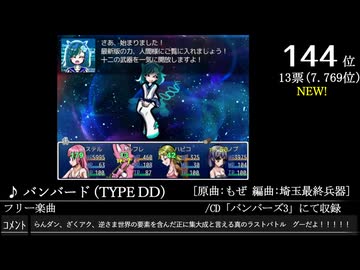 さあ、始まりました！
最新版の力、人間様にご覧に入れましょう！
十二の武器を一気に開放しますよ！
144位
13票(7.769位)
NEW!
ステル
フレ
ハピコ
ノブ
♪ バンバード (TYPE DD)
[原曲:もぜ 編曲:埼玉最終兵器]
フリー楽曲
/CD「バンバーズ3」にて収録
コメント
らんダン、ざくアク、逆さま世界の要素を含んだ正に集大成と言える真のラストバトル　グーだよ！！！！！